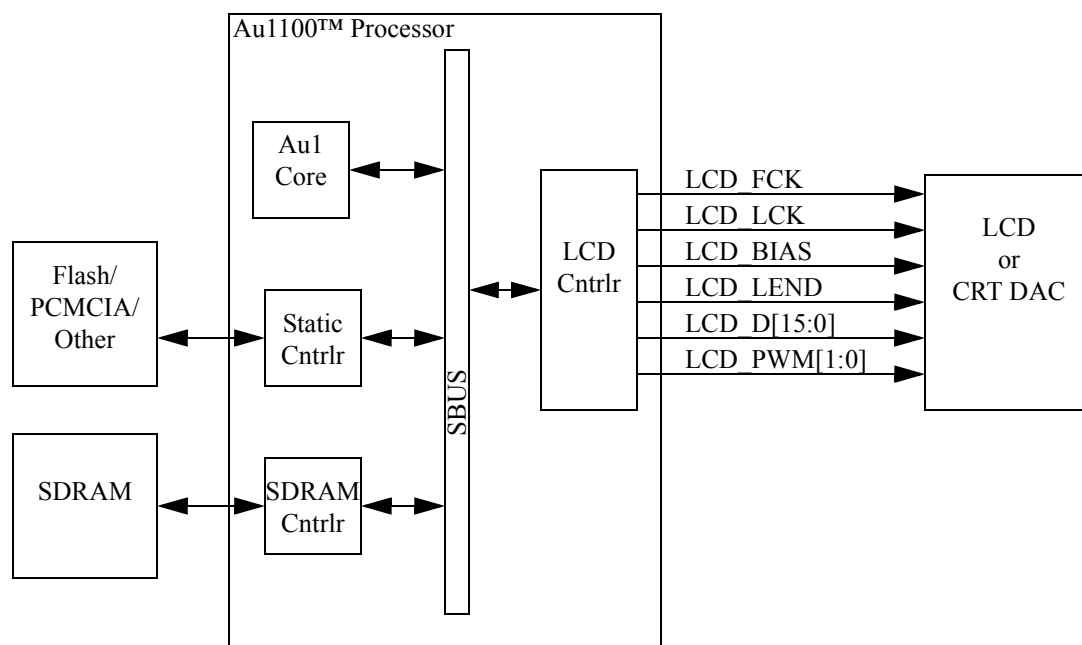 Au1100™ Processor
Au1
Core
Flash/
PCMCIA/
Other
Static
Cntrlr
SDRAM
SDRAM
Cntrlr
SBUS
LCD
Cntrlr
LCD_FCK
LCD_LCK
LCD_BIAS
LCD_LEND
LCD_D[15:0]
LCD_PWM[1:0]
LCD
or
CRT DAC